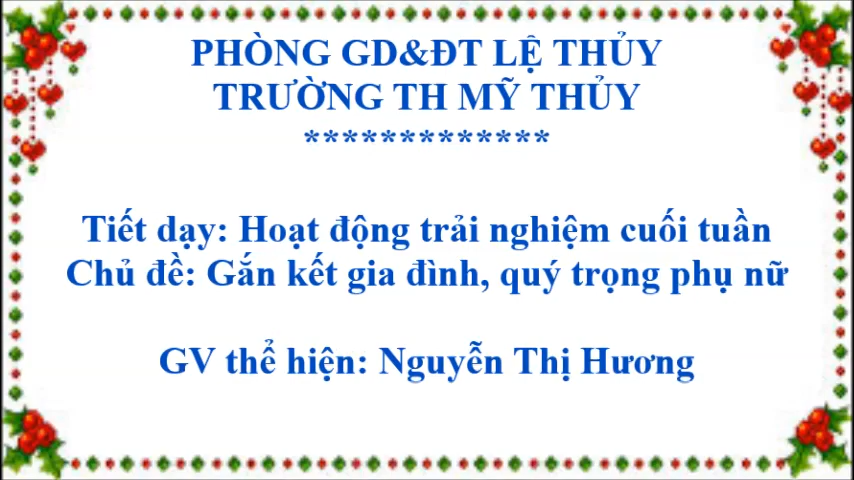 PHÒNG GD&ĐT LỆ THỦY
TRƯỜNG TH MỸ THỦY
*************
Tiết dạy: Hoạt động trải nghiệm cuối tuần
Chủ đề: Gắn kết gia đình, quý trọng phụ nữ
GV thể hiện: Nguyễn Thị Hương